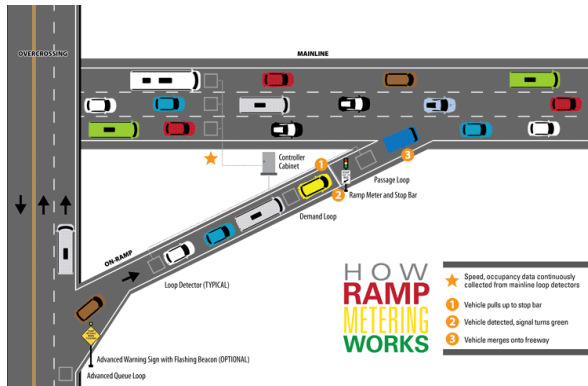 OVERCROSSING
MAINLINE
Controller
Cabinet
1
3
Passage Loop
2
Ramp Meter and Stop Bar
Demand Loop
ON-RAMP
Loop Detector (TYPICAL)
Advanced Warning Sign with Flashing Beacon (OPTIONAL)
Advanced Queue Loop
HOW
RAMP
METERING
WORKS
Speed, occupancy data continuously
collected from mainline loop detectors
1 Vehicle pulls up to stop bar
2 Vehicle detected, signal turns green
3 Vehicle merges onto freeway